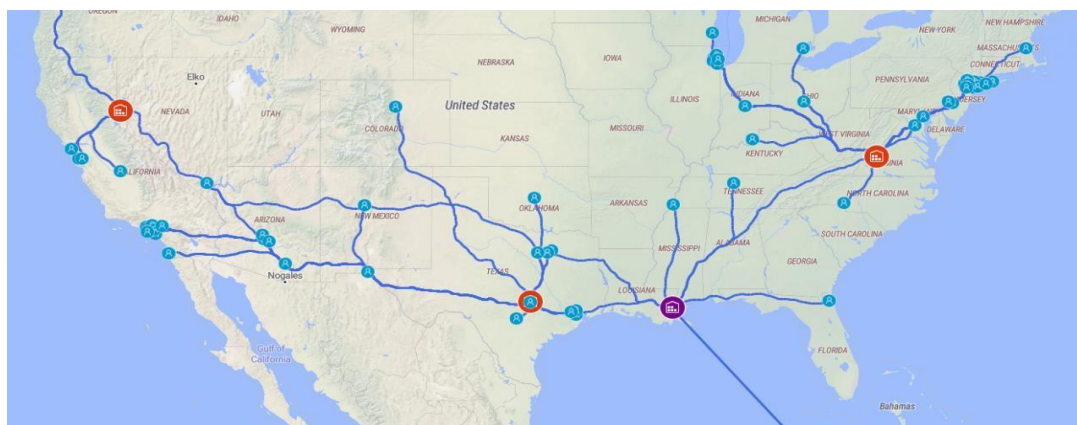 OREGON
IDAHO
WYOMING
MICHIGAN
NEW HAMPSHIRE
NEW YORK
MASSACHUS
S
CONNECTICUT
Elko
NEBRASKA
IOWA
PENNSYLVANIA
NEVADA
UTAH
United States
ILLINOIS
INDIANA
OHIO
MARYLAND
JERSEY
DELAWARE
COLORADO
KANSAS
MISSOURI
WEST VIRGINIA
KENTUCKY
CALIFORNIA
TENNESSEE
NORTH CAROLINA
ARIZONA
NEW MEXICO
OKLAHOMA
ARKANSAS
SOUTH CAROLINA
MISSISSIPPI
ALABAMA
GEORGIA
Nogales
TEXAS
LOUISIANA
Gulf of
California
FLORIDA
Bahamas